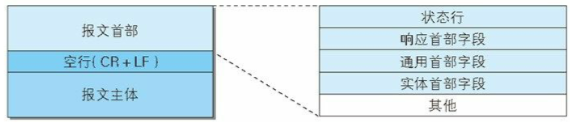 报文首部
空行( CR + LF )
报文主体
状态行
响应首部字段
通用首部字段
实体首部字段
其他